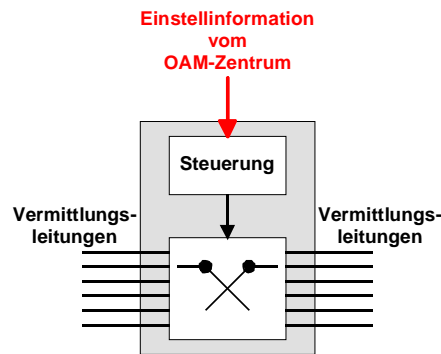 Einstellinformation
vom
OAM-Zentrum
Steuerung
Vermittlungs-
leitungen
Vermittlungs-
leitungen